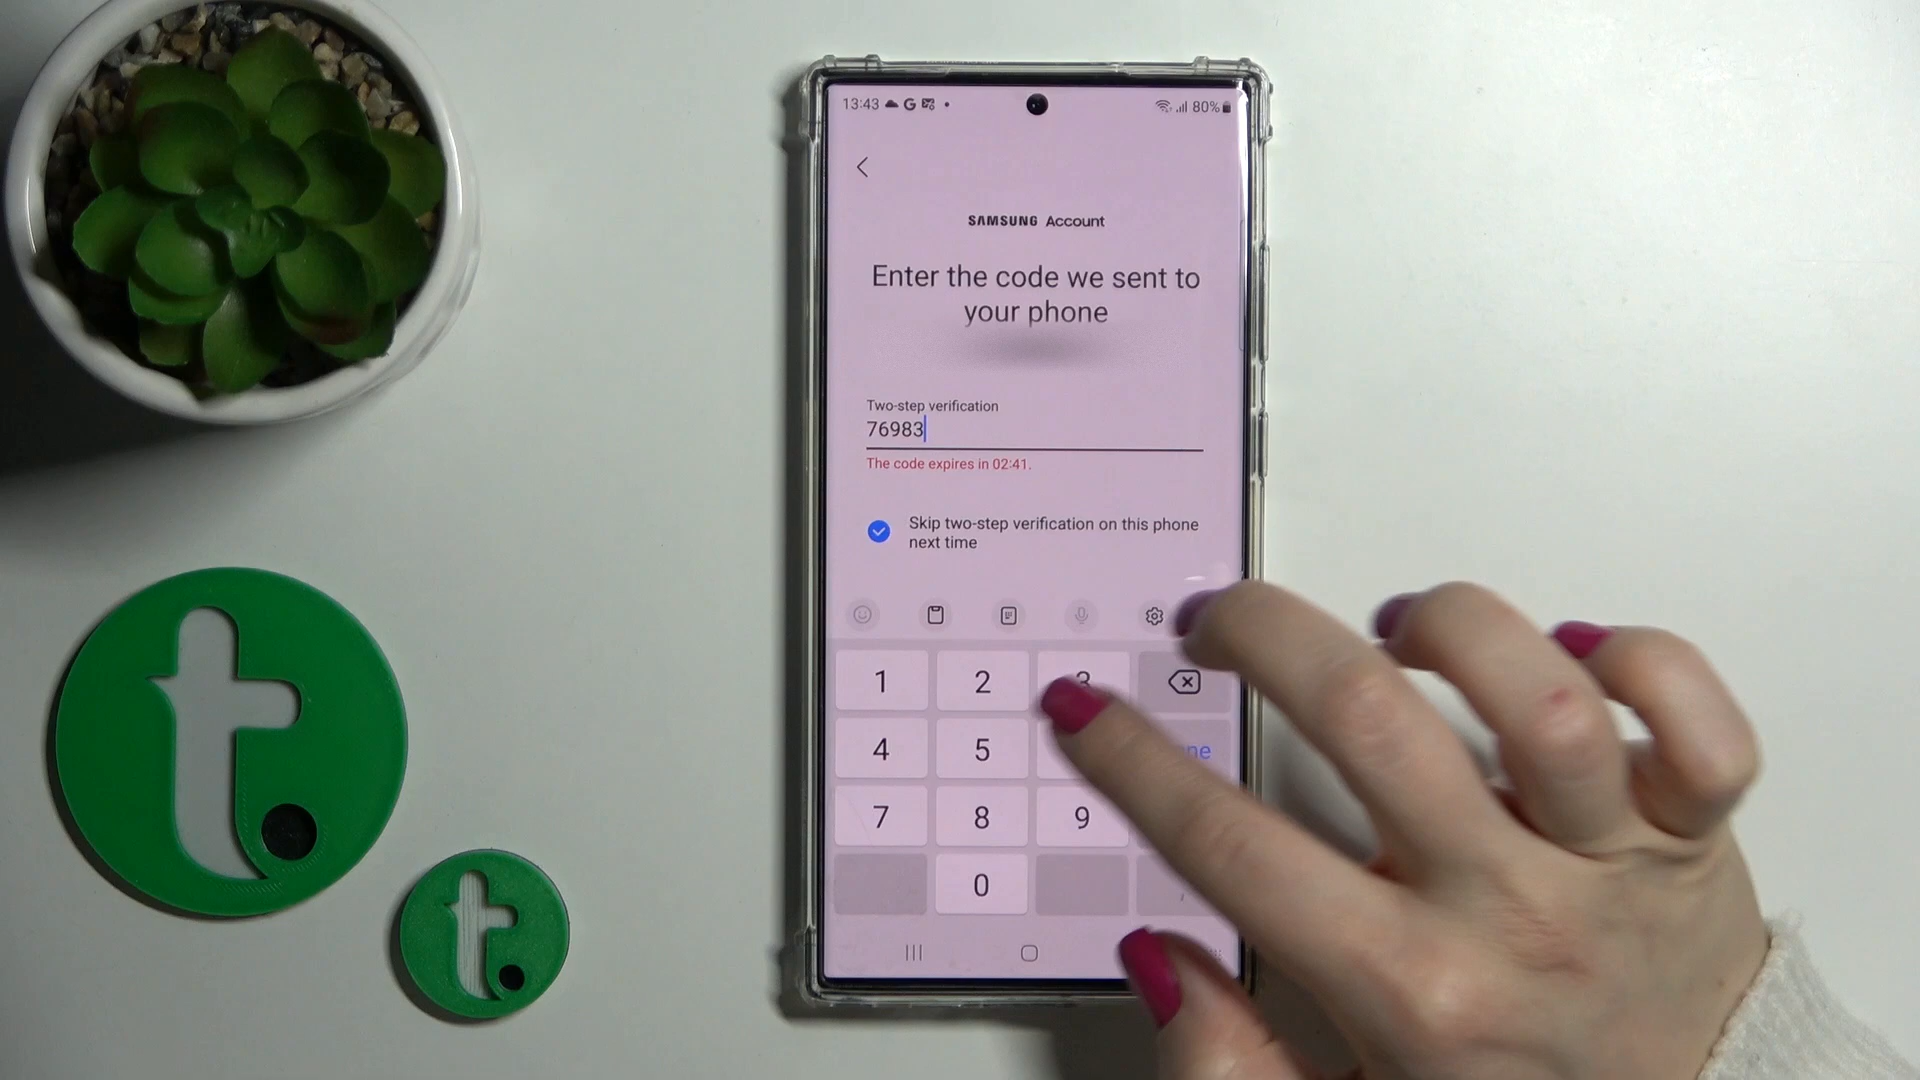 13:43 G
80%
SAMSUNG Account
Enter the code we sent to
your phone
Two-step verification
76983
The code expires in 02:41.
Skip two-step verification on this phone
next time
1 2 3
4 5
7 8 9
0 ,
t
t